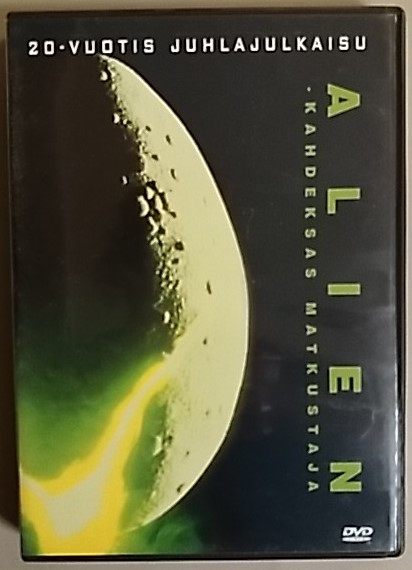 20-VUOTIS JUHLAJULKAISU
ALIEN
- KAHDEKSAS MATKUSTAJA
DVD